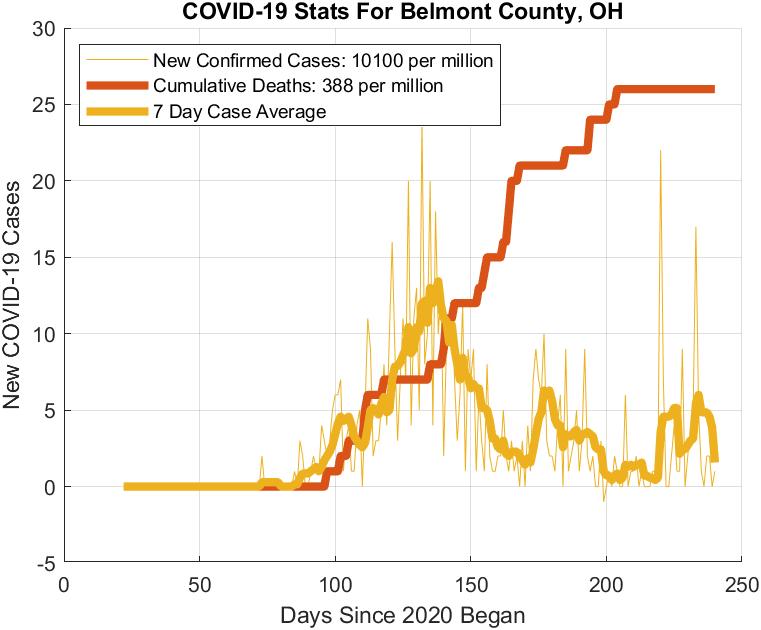 COVID-19 Stats For Belmont County, OH
30
25
20
15
10
5
0
-5
New COVID-19 Cases
New Confirmed Cases: 10100 per million
Cumulative Deaths: 388 per million
7 Day Case Average
0 50 100 150 200 250
Days Since 2020 Began